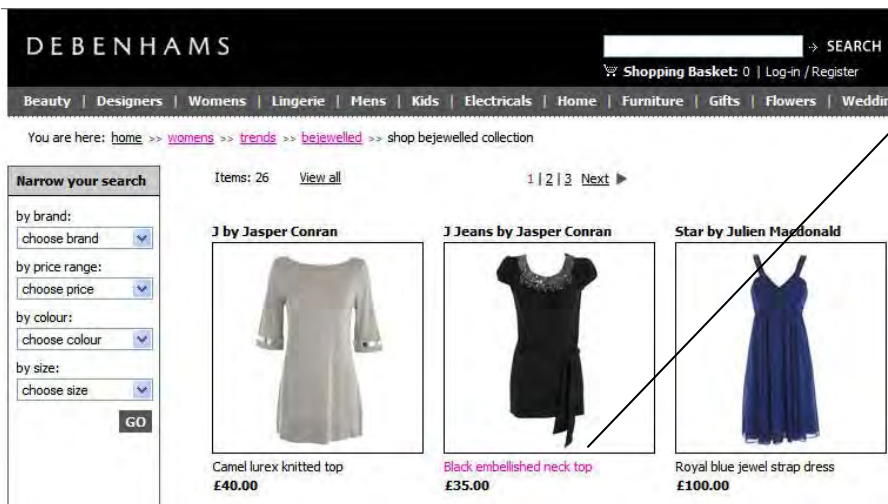 DEBENHAMS
SEARCH
Shopping Basket: 0 | Log-in / Register
Beauty | Designers | Womens | Lingerie | Mens | Kids | Electricals | Home | Furniture | Gifts | Flowers |
You are here: home >> womens >> trends >> bejewelled >> shop bejewelled collection
Narrow your search
by brand:
choose brand
by price range:
choose price
by colour:
choose colour
by size:
choose size
GO
Items: 26 View all
1 | 2 | 3 Next
J by Jasper Conran
J Jeans by Jasper Conran
Star by Julien Macdonald
Camel lurex knitted top
£40.00
Black embellished neck top
£35.00
Royal blue jewel strap dress
£100.00